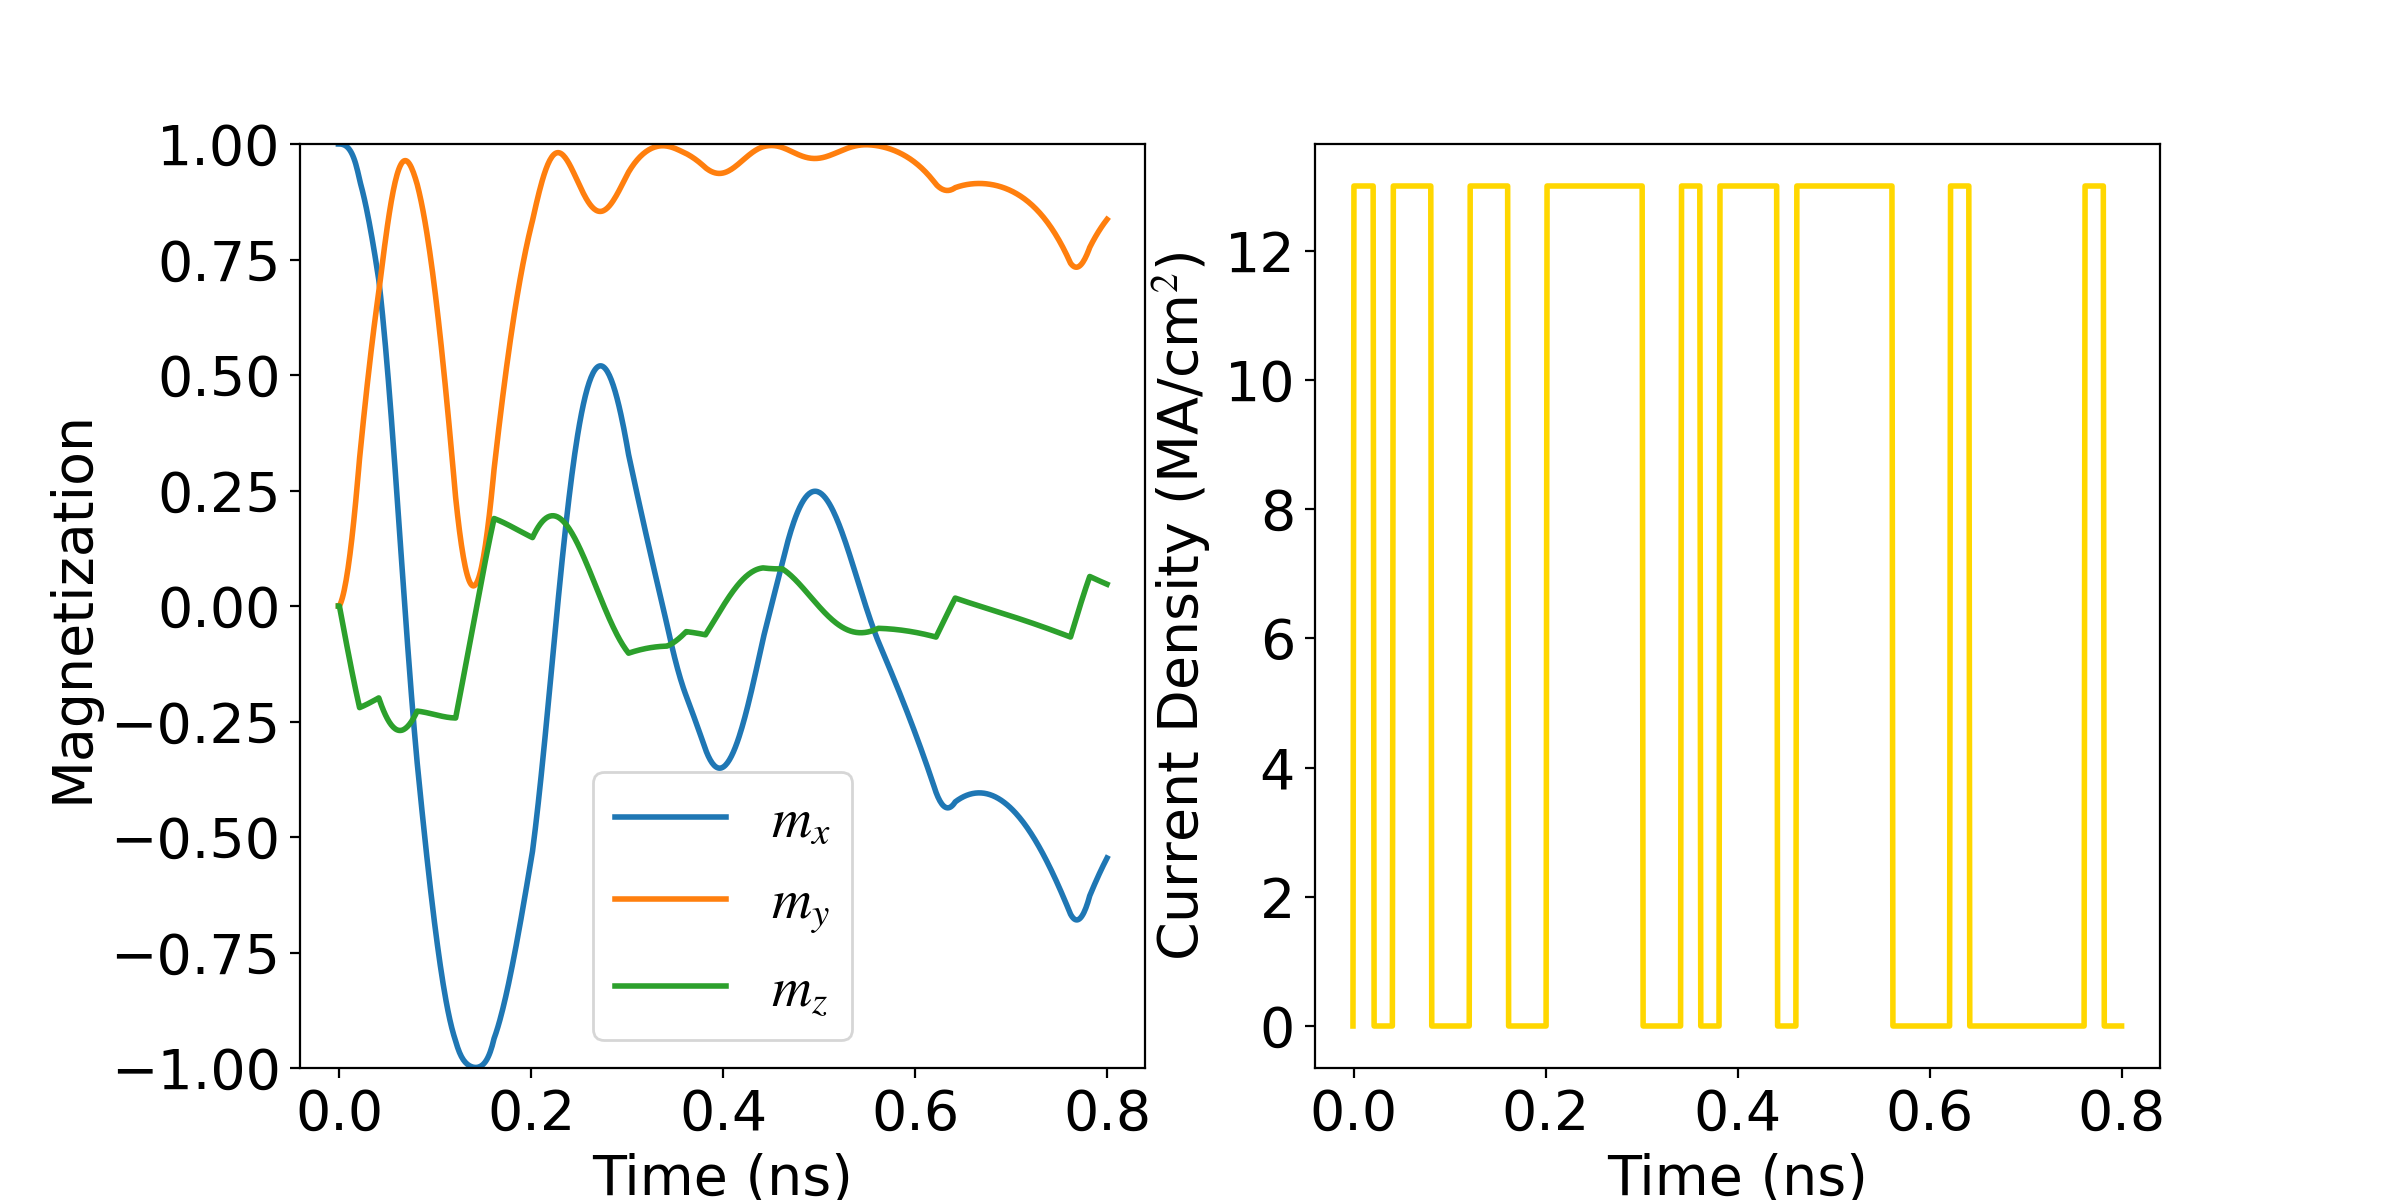 1.00
0.75
0.50
0.25
0.00
−0.25
−0.50
−0.75
−1.00
Magnetization
0.0 0.2 0.4 0.6 0.8
Time (ns)
m_x
m_y
m_z
12
10
8
6
4
2
0
Current Density (MA/cm²)
0.0 0.2 0.4 0.6 0.8
Time (ns)